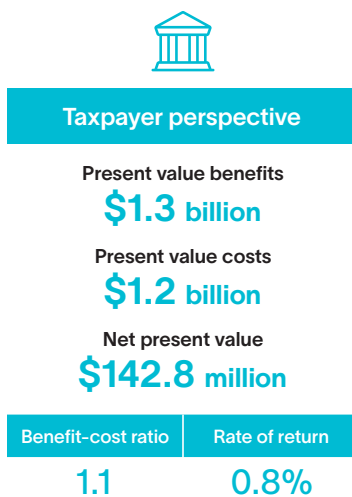 Taxpayer perspective
Present value benefits
$1.3 billion
Present value costs
$1.2 billion
Net present value
$142.8 million
Benefit-cost ratio Rate of return
1.1 0.8%